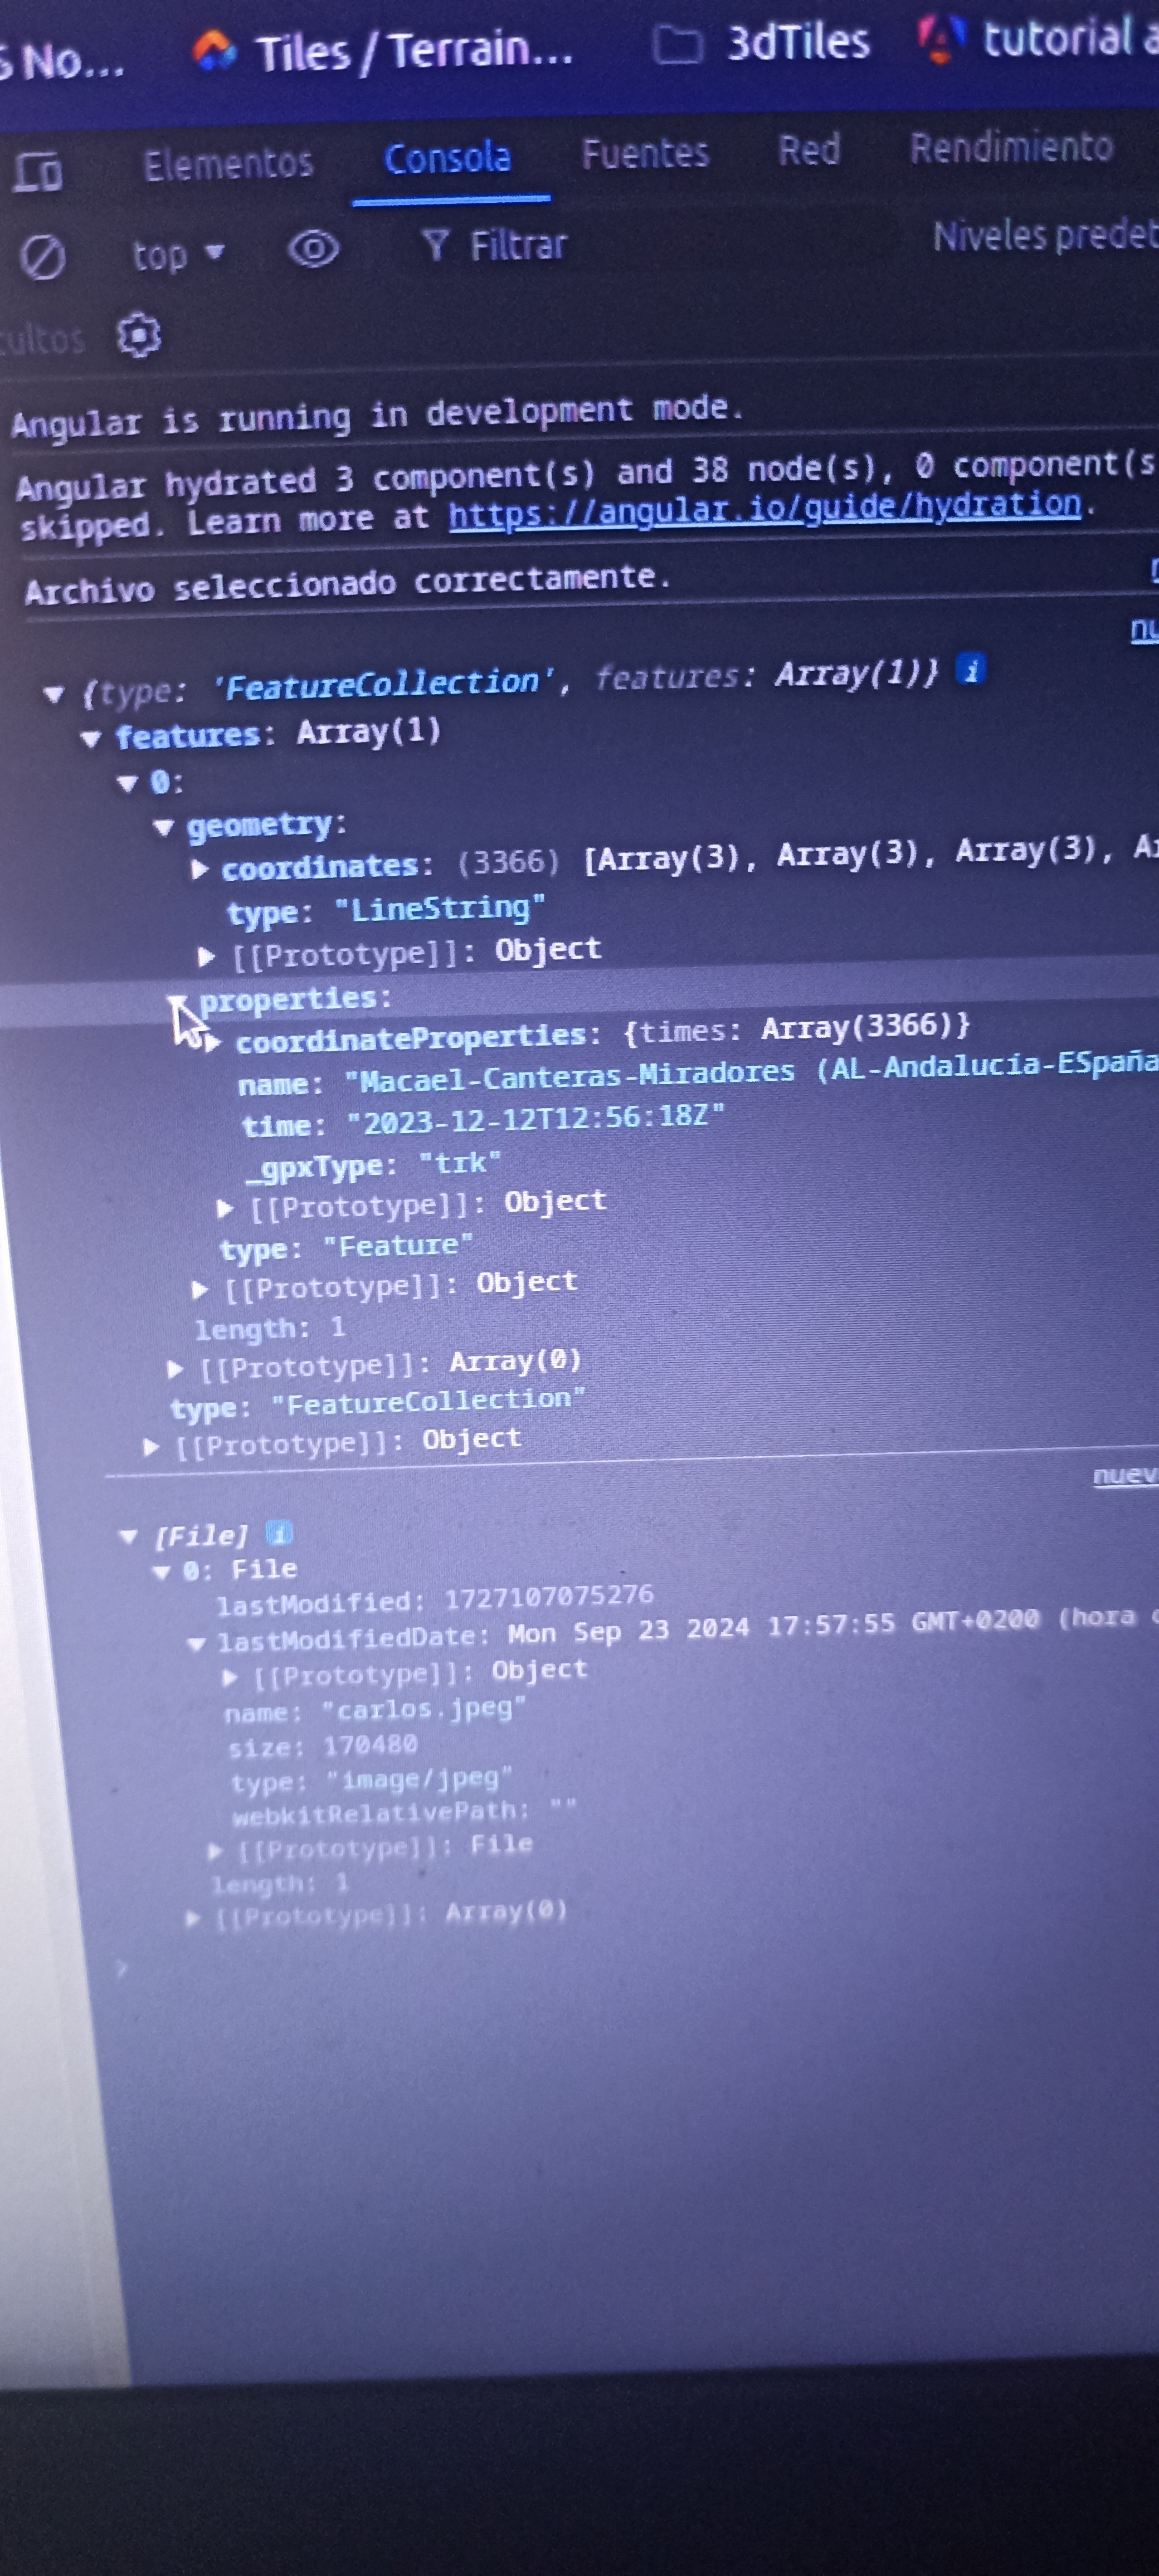 No...
Tiles / Terrain...
3dTiles
tutorial
Elementos Consola Fuentes Red Rendimiento
top Filtrar Niveles
Angular is running in development mode.
Angular hydrated 3 component(s) and 38 node(s), 0 component(s
skipped. Learn more at https://angular.io/guide/hydration.
Archivo seleccionado correctamente.
{type: 'FeatureCollection', features: Array(1)} i
features: Array(1)
0:
geometry:
coordinates: (3366) [Array(3), Array(3), Array(3),
type: "LineString"
[[Prototype]]: Object
properties:
coordinateProperties: {times: Array(3366)}
name: "Macael-Canteras-Miradores (AL-Andalucía-ESpaña
time: "2023-12-12T12:56:18Z"
_gpxType: "trk"
[[Prototype]]: Object
type: "Feature"
[[Prototype]]: Object
length: 1
[[Prototype]]: Array(0)
type: "FeatureCollection"
[[Prototype]]: Object
[File] i
0: File
lastModified: 1727107075276
lastModifiedDate: Mon Sep 23 2024 17:57:55 GMT+0200 (hora
[[Prototype]]: Object
name: "carlos.jpeg"
size: 170480
type: "image/jpeg"
webkitRelativePath: ""
[[Prototype]]: File
length: 1
[[Prototype]]: Array(0)